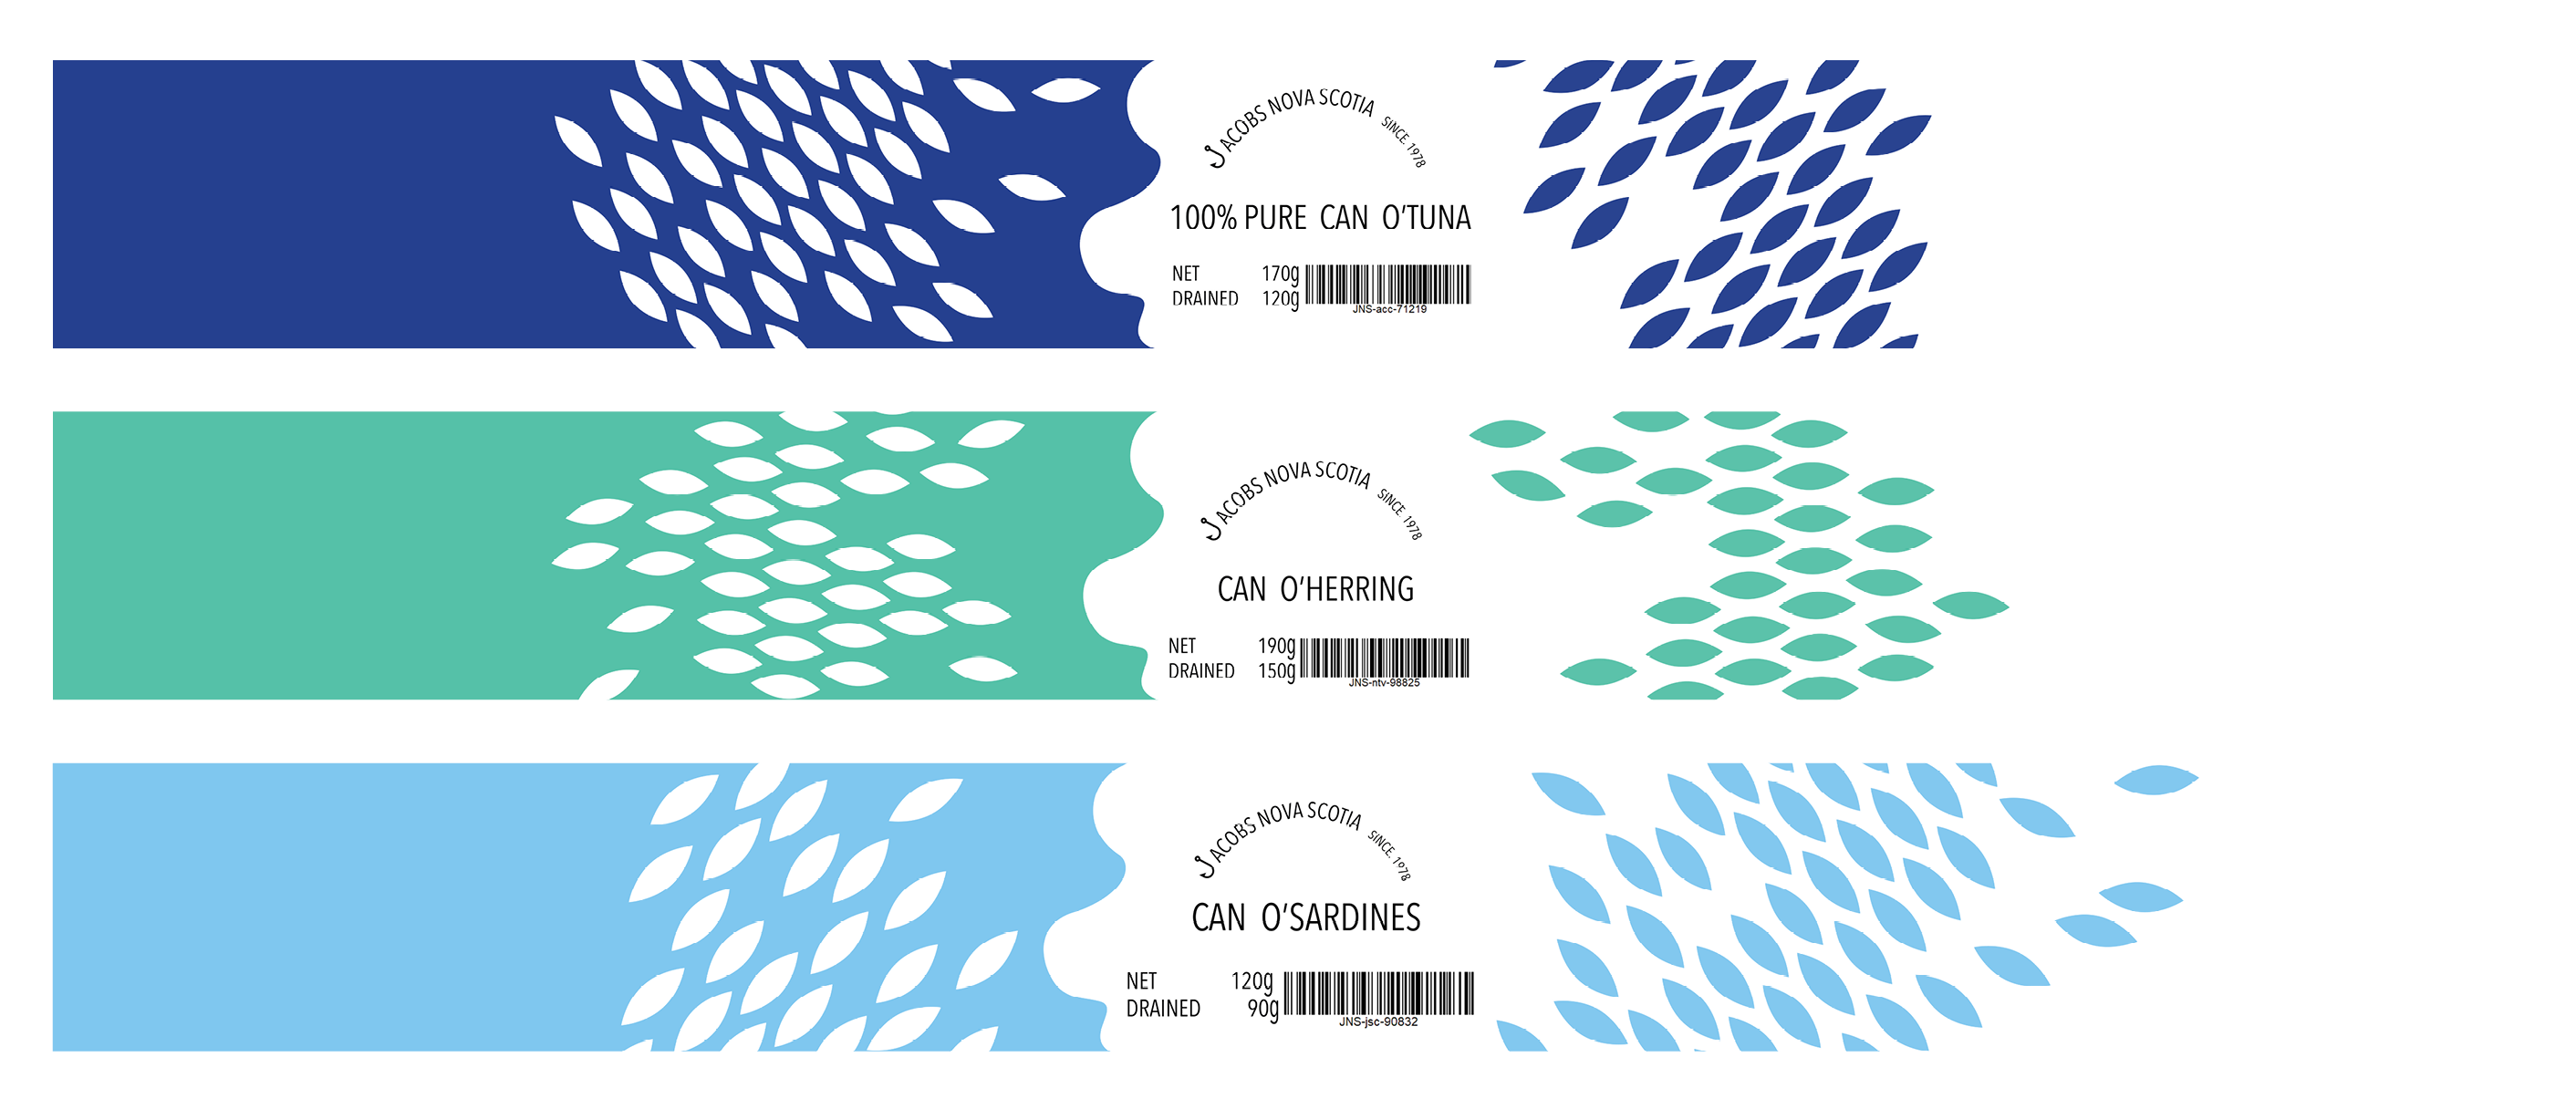 JACOBS NOVA SCOTIA SINCE 1978
100% PURE CAN O'TUNA
NET 170g
DRAINED 120g
JNS-acc-71219
JACOBS NOVA SCOTIA SINCE 1978
CAN O'HERRING
NET 190g
DRAINED 150g
JNS-ntv-98825
JACOBS NOVA SCOTIA SINCE 1978
CAN O'SARDINES
NET 120g
DRAINED 90g
JNS-jsc-90832